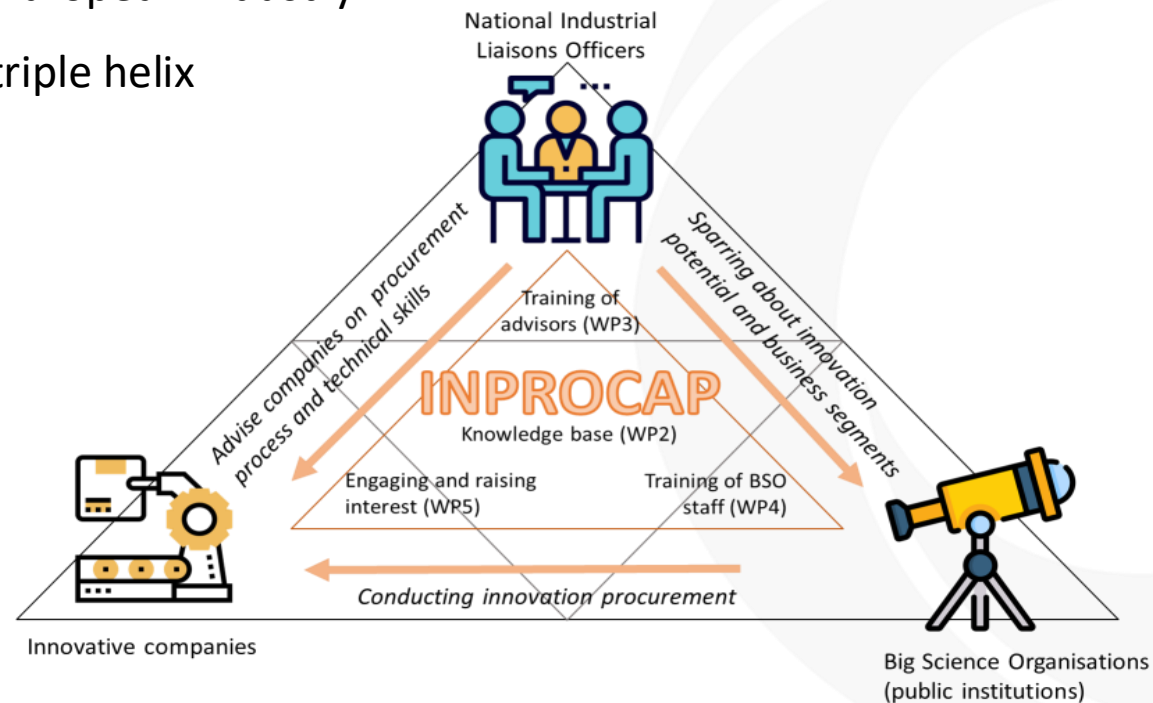 triple helix
National Industrial
Liaisons Officers
...
Advise companies on procurement
process and technical skills
Sparring about innovation
potential and business segments
Training of
advisors (WP3)
INPROCAP
Knowledge base (WP2)
Engaging and raising
interest (WP5)
Training of BSO
staff (WP4)
Conducting innovation procurement
Innovative companies
Big Science Organisations
(public institutions)